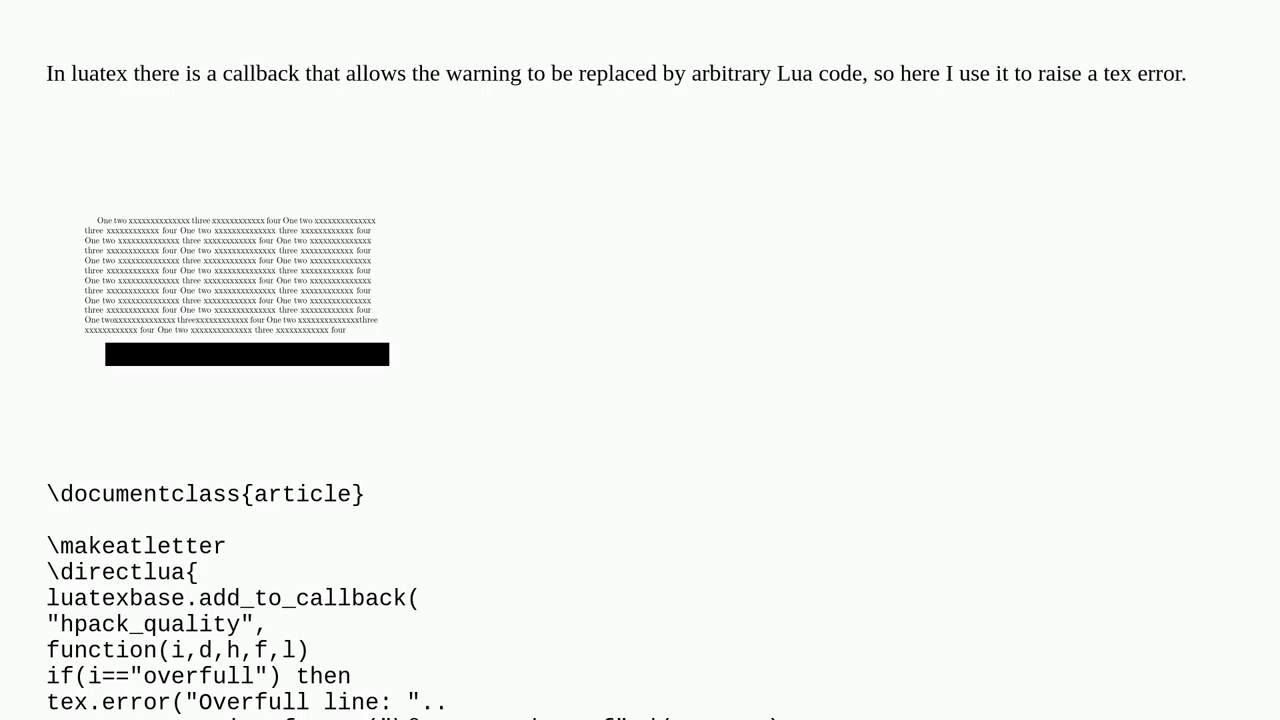 In luatex there is a callback that allows the warning to be replaced by arbitrary Lua code, so here I use it to raise a tex error.
One two xxxxxxxxxxxxxx three xxxxxxxxxxxx four One two xxxxxxxxxxxxxx
three xxxxxxxxxxxx four One two xxxxxxxxxxxxxx three xxxxxxxxxxxx four
One two xxxxxxxxxxxxxx three xxxxxxxxxxxx four One two xxxxxxxxxxxxxx
three xxxxxxxxxxxx four One two xxxxxxxxxxxxxx three xxxxxxxxxxxx four
One two xxxxxxxxxxxxxx three xxxxxxxxxxxx four One two xxxxxxxxxxxxxx
three xxxxxxxxxxxx four One two xxxxxxxxxxxxxx three xxxxxxxxxxxx four
One two xxxxxxxxxxxxxx three xxxxxxxxxxxx four One two xxxxxxxxxxxxxx
three xxxxxxxxxxxx four One two xxxxxxxxxxxxxx three xxxxxxxxxxxx four
One two xxxxxxxxxxxxxx three xxxxxxxxxxxx four One two xxxxxxxxxxxxxx
three xxxxxxxxxxxx four One two xxxxxxxxxxxxxx three xxxxxxxxxxxx four
One twoxxxxxxxxxxxxxx threexxxxxxxxxxxx four One two xxxxxxxxxxxxxxthree
xxxxxxxxxxxx four One two xxxxxxxxxxxxxx three xxxxxxxxxxxx four
\documentclass{article}
\makeatletter
\directlua{
luatexbase.add_to_callback(
"hpack_quality",
function(i,d,h,f,l)
if(i=="overfull") then
tex.error("Overfull line: "..